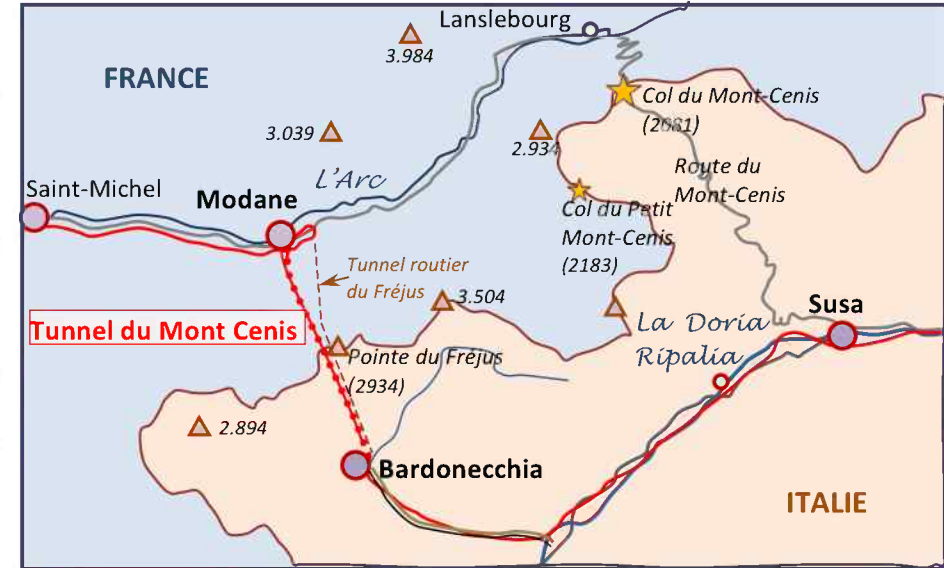 Lanslebourg
3.984
FRANCE
Col du Mont-Cenis
(2081)
3.039
2.934
L'Arc
Route du
Mont-Cenis
Saint-Michel
Modane
Col du Petit
Mont-Cenis
(2183)
Tunnel routier
du Fréjus
3.504
Susa
Tunnel du Mont Cenis
La Doria
Ripalia
Pointe du Fréjus
(2934)
2.894
Bardonecchia
ITALIE